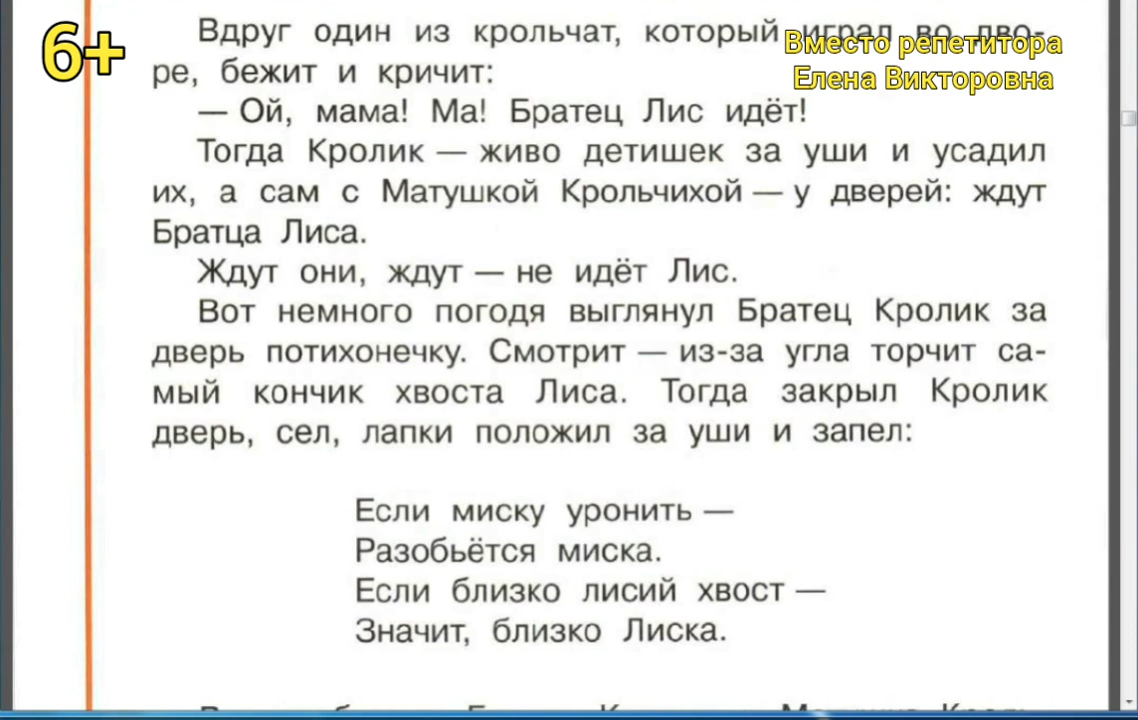 6+
Вместо репетитора
Елена Викторовна
Вдруг один из крольчат, который играл во дво-
ре, бежит и кричит:
— Ой, мама! Ма! Братец Лис идёт!
Тогда Кролик — живо детишек за уши и усадил
их, а сам с Матушкой Крольчихой — у дверей: ждут
Братца Лиса.
Ждут они, ждут — не идёт Лис.
Вот немного погодя выглянул Братец Кролик за
дверь потихонечку. Смотрит — из-за угла торчит са-
мый кончик хвоста Лиса. Тогда закрыл Кролик
дверь, сел, лапки положил за уши и запел:
Если миску уронить —
Разобьётся миска.
Если близко лисий хвост —
Значит, близко Лиска.